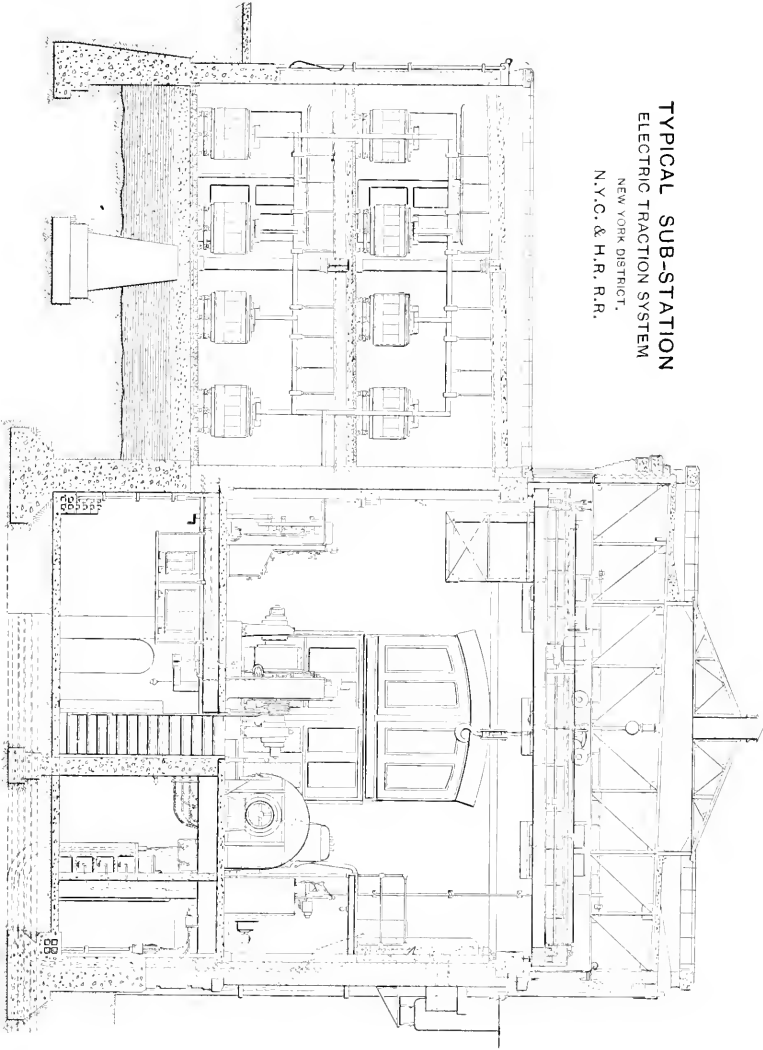 TYPICAL SUB-STATION
ELECTRIC TRACTION SYSTEM
NEW YORK DISTRICT.
N.Y.C. & H.R. R.R.